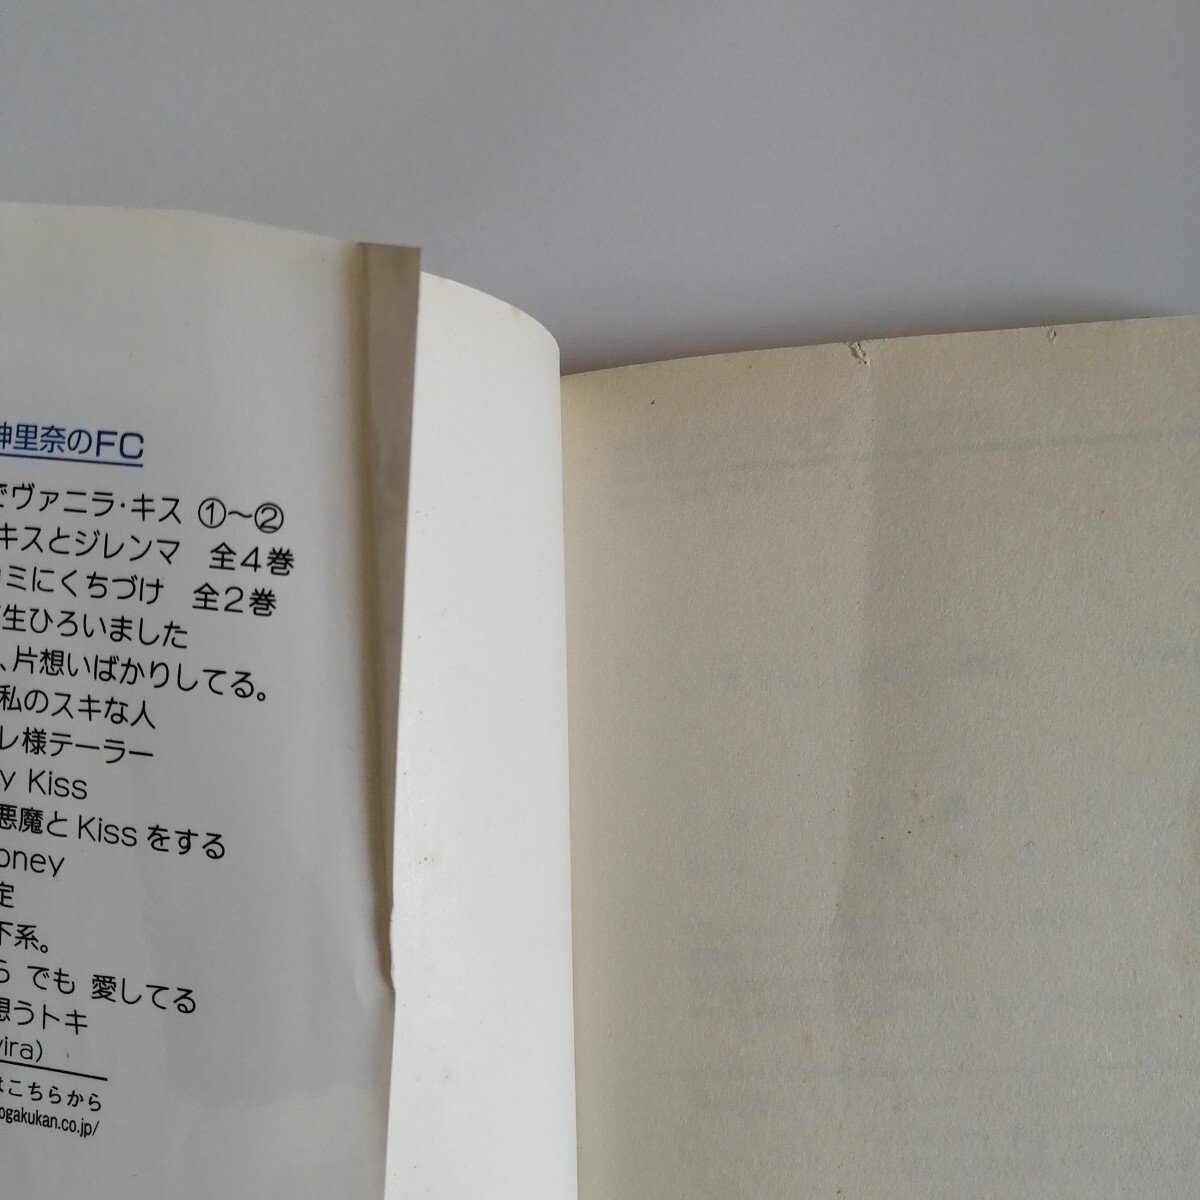 神里奈のFC
でヴァニラ・キス ①〜②
キスとジレンマ 全4巻
カミにくちづけ 全2巻
生ひろいました
、片想いばかりしてる。
私のスキな人
レ様テーラー
y Kiss
悪魔とKissをする
oney
定
下系。
ら でも 愛してる
想うトキ
vira)
はこちらから
ogakukan.co.jp/